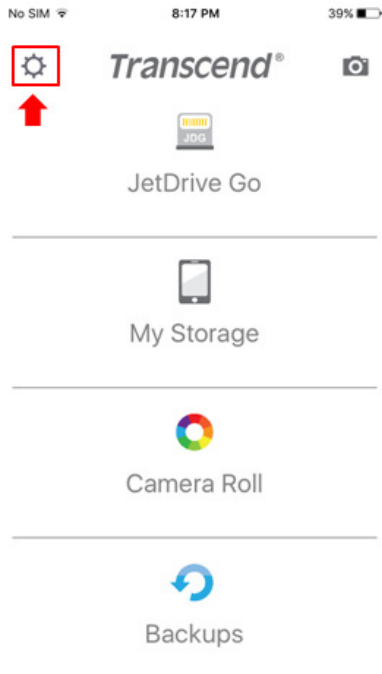 No SIM 8:17 PM 39%
Transcend®
JDG
JetDrive Go
My Storage
Camera Roll
Backups